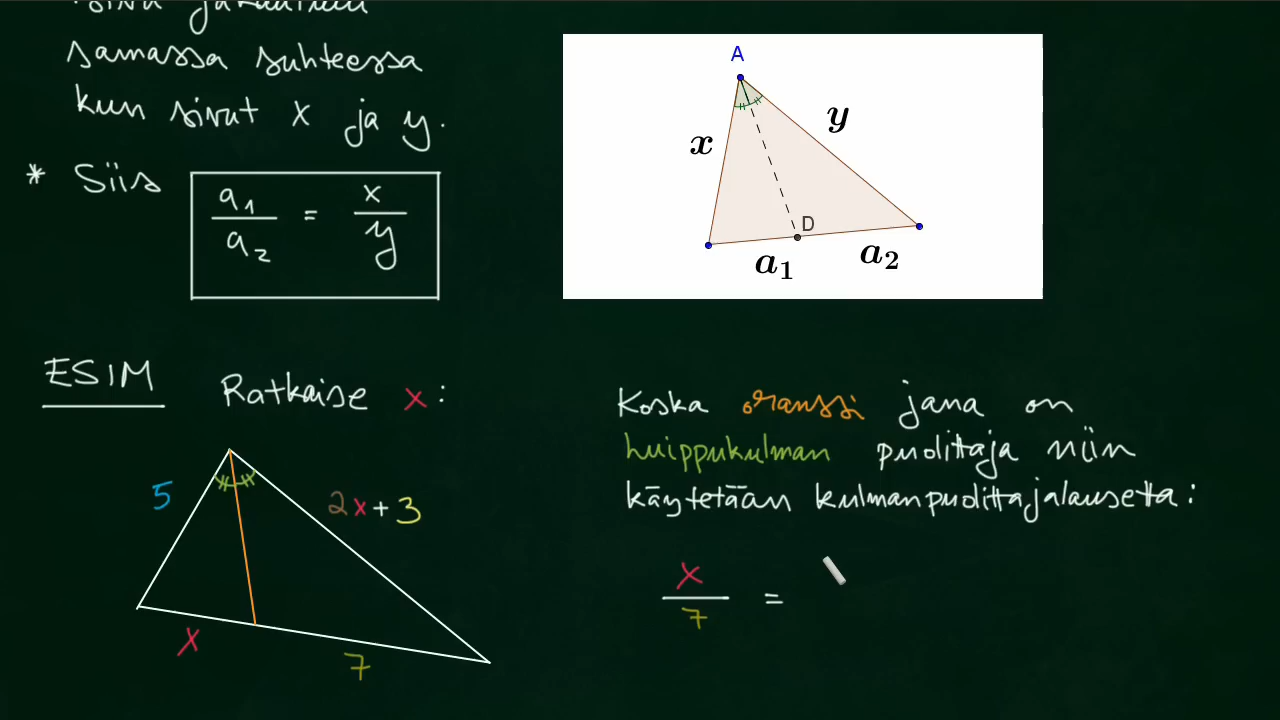 samassa suhteessa
kun sivut x ja y.
* Siis a₁/a₂ = x/y
A
x
y
D
a₁
a₂
ESIM Ratkaise x:
5
2x+3
x
7
Koska oranssi jana on
huippukulman puolittaja niin
käytetään kulmanpuolittajalausetta:
x/7 =